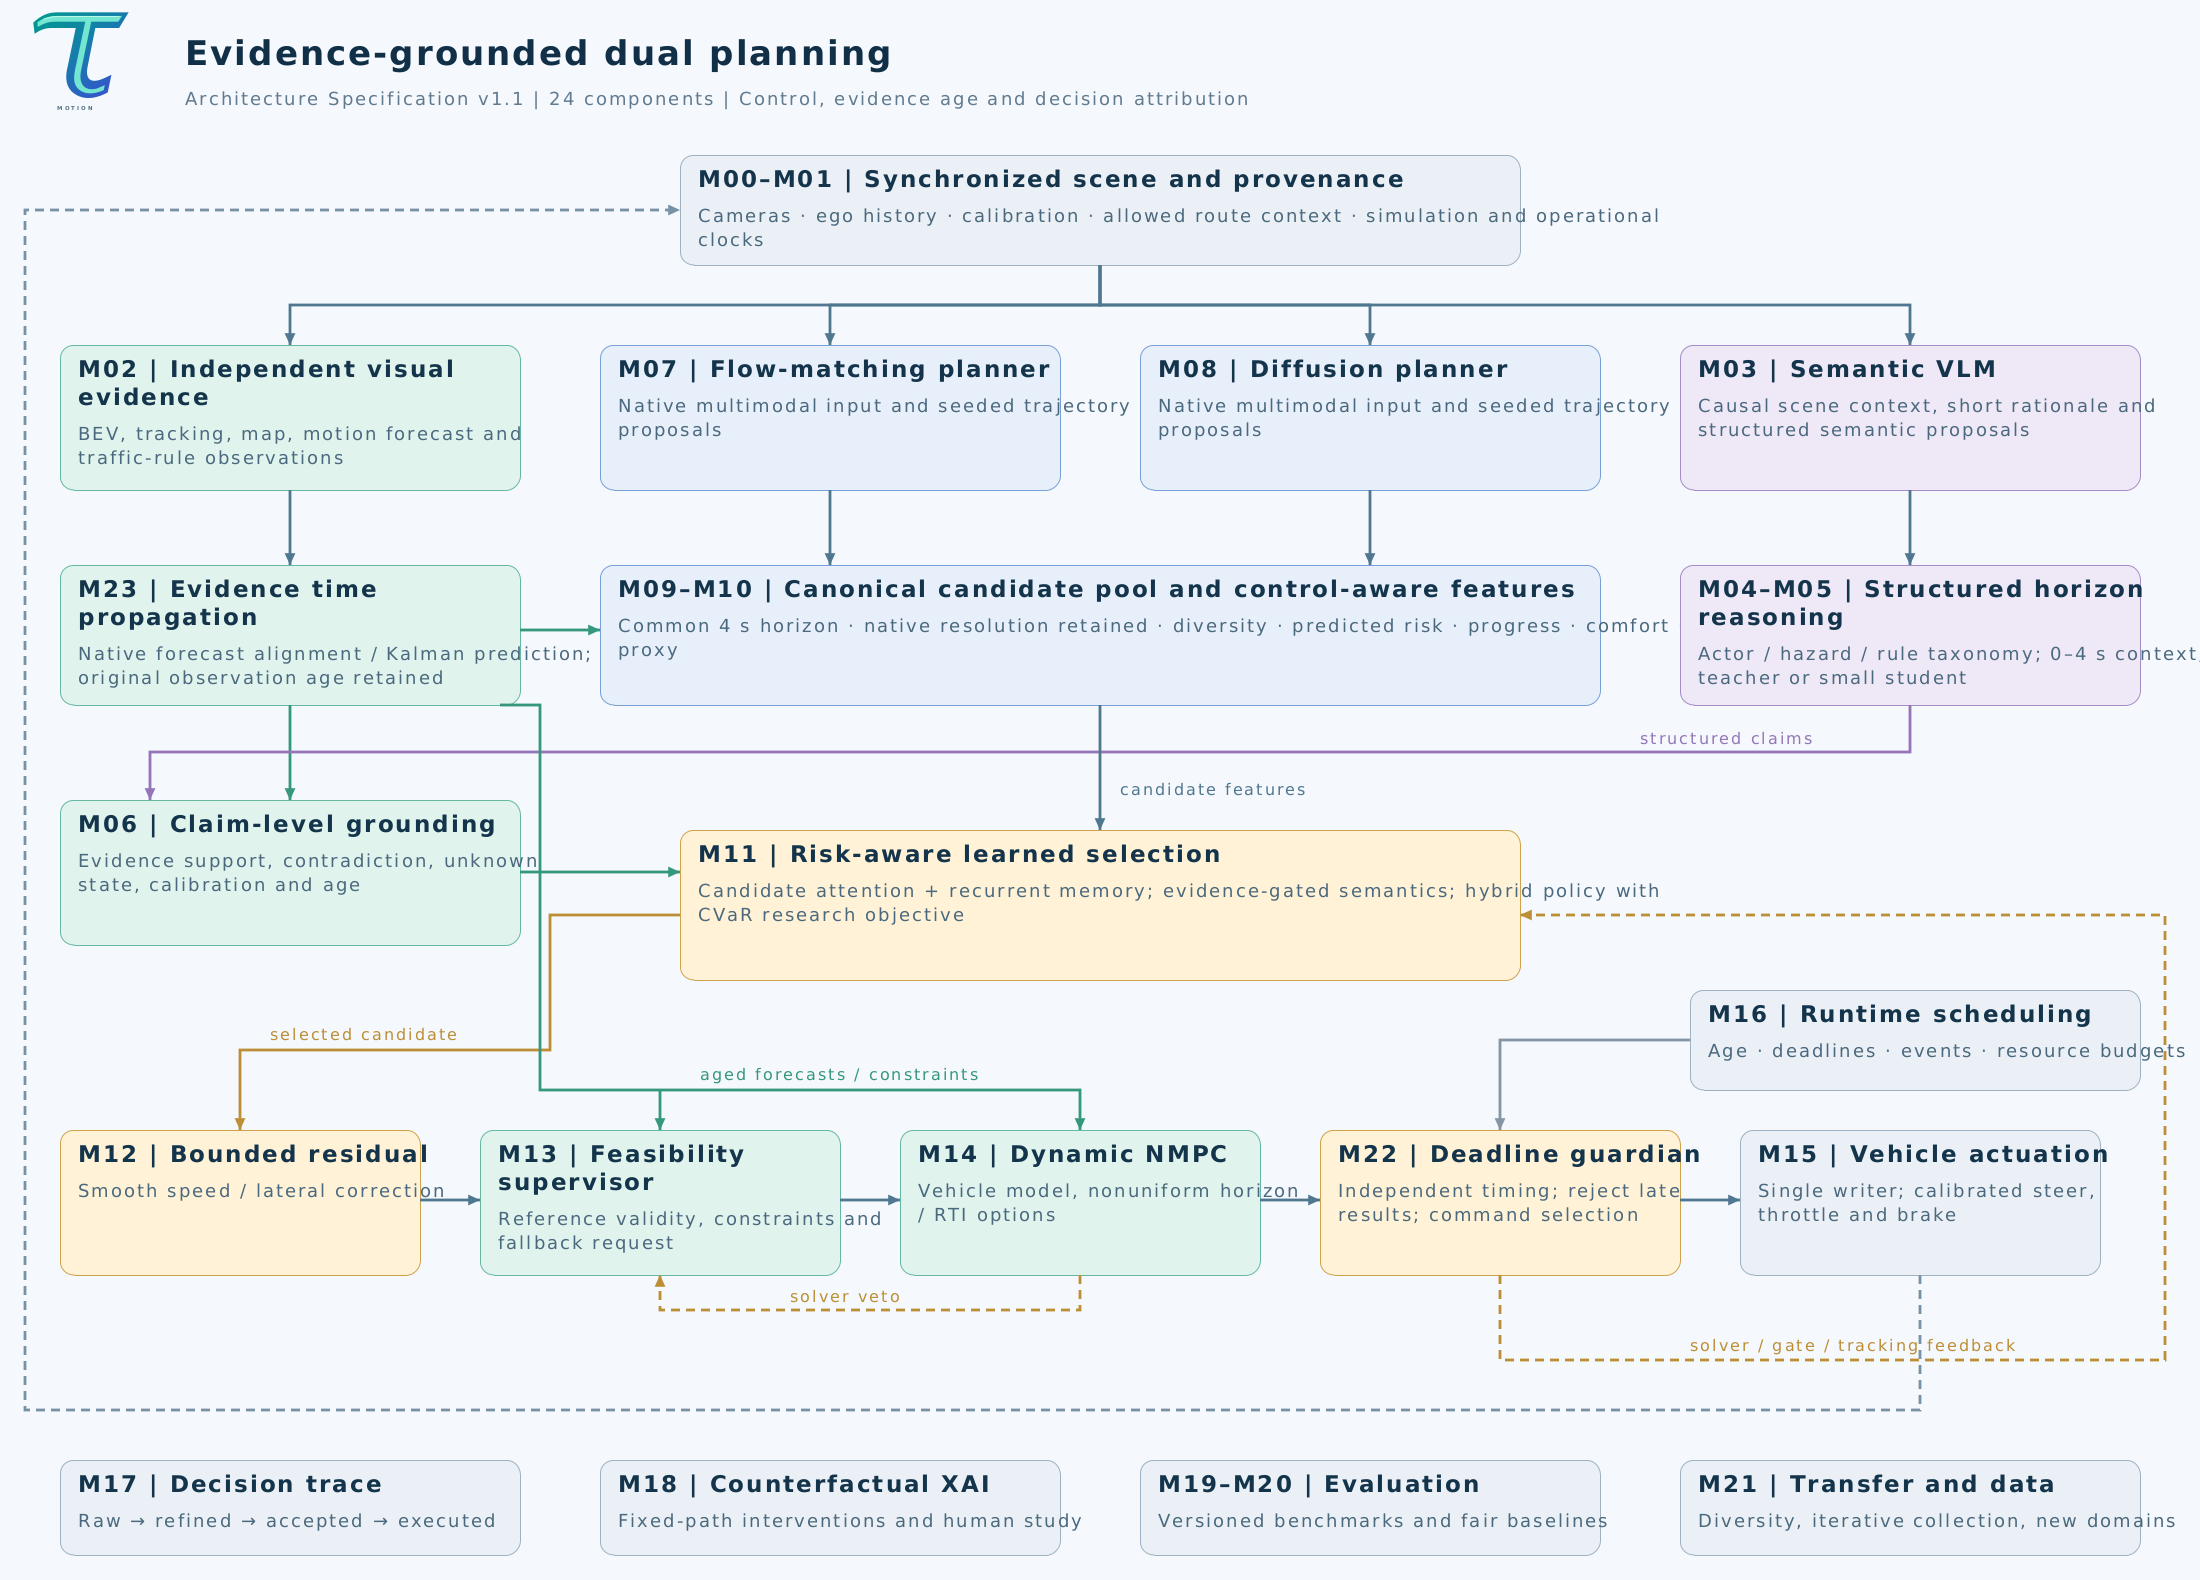 MOTION
Evidence-grounded dual planning
Architecture Specification v1.1 | 24 components | Control, evidence age and decision attribution
M00–M01 | Synchronized scene and provenance
Cameras · ego history · calibration · allowed route context · simulation and operational
clocks
M02 | Independent visual
evidence
BEV, tracking, map, motion forecast and
traffic-rule observations
M07 | Flow-matching planner
Native multimodal input and seeded trajectory
proposals
M08 | Diffusion planner
Native multimodal input and seeded trajectory
proposals
M03 | Semantic VLM
Causal scene context, short rationale and
structured semantic proposals
M23 | Evidence time
propagation
Native forecast alignment / Kalman prediction;
original observation age retained
M09–M10 | Canonical candidate pool and control-aware features
Common 4 s horizon · native resolution retained · diversity · predicted risk · progress · comfort
proxy
M04–M05 | Structured horizon
reasoning
Actor / hazard / rule taxonomy; 0–4 s context,
teacher or small student
structured claims
candidate features
M06 | Claim-level grounding
Evidence support, contradiction, unknown
state, calibration and age
M11 | Risk-aware learned selection
Candidate attention + recurrent memory; evidence-gated semantics; hybrid policy with
CVaR research objective
M16 | Runtime scheduling
Age · deadlines · events · resource budgets
selected candidate
aged forecasts / constraints
M12 | Bounded residual
Smooth speed / lateral correction
M13 | Feasibility
supervisor
Reference validity, constraints and
fallback request
M14 | Dynamic NMPC
Vehicle model, nonuniform horizon
/ RTI options
M22 | Deadline guardian
Independent timing; reject late
results; command selection
M15 | Vehicle actuation
Single writer; calibrated steer,
throttle and brake
solver veto
solver / gate / tracking feedback
M17 | Decision trace
Raw → refined → accepted → executed
M18 | Counterfactual XAI
Fixed-path interventions and human study
M19–M20 | Evaluation
Versioned benchmarks and fair baselines
M21 | Transfer and data
Diversity, iterative collection, new domains